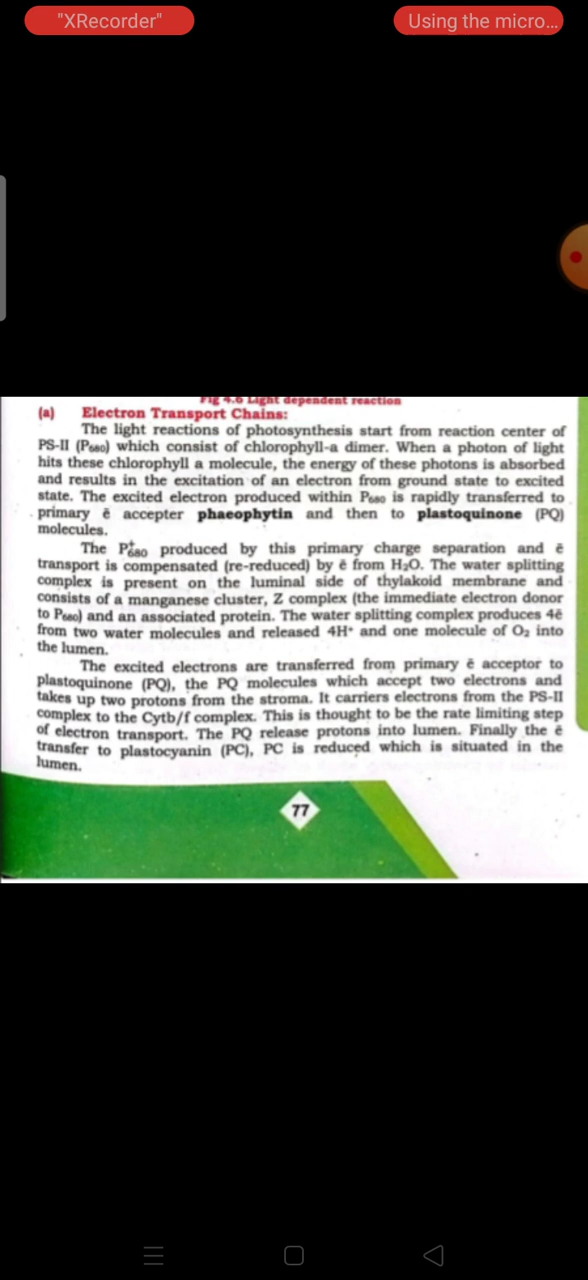 "XRecorder"
Using the micro...
Fig 4.6 Light dependent reaction
(a) Electron Transport Chains:
The light reactions of photosynthesis start from reaction center of
PS-II (P₆₈₀) which consist of chlorophyll-a dimer. When a photon of light
hits these chlorophyll a molecule, the energy of these photons is absorbed
and results in the excitation of an electron from ground state to excited
state. The excited electron produced within P₆₈₀ is rapidly transferred to
primary ē accepter phaeophytin and then to plastoquinone (PQ)
molecules.
The P⁺₆₈₀ produced by this primary charge separation and ē
transport is compensated (re-reduced) by ē from H₂O. The water splitting
complex is present on the luminal side of thylakoid membrane and
consists of a manganese cluster, Z complex (the immediate electron donor
to P₆₈₀) and an associated protein. The water splitting complex produces 4ē
from two water molecules and released 4H⁺ and one molecule of O₂ into
the lumen.
The excited electrons are transferred from primary ē acceptor to
plastoquinone (PQ), the PQ molecules which accept two electrons and
takes up two protons from the stroma. It carriers electrons from the PS-II
complex to the Cytb/f complex. This is thought to be the rate limiting step
of electron transport. The PQ release protons into lumen. Finally the ē
transfer to plastocyanin (PC), PC is reduced which is situated in the
lumen.
77